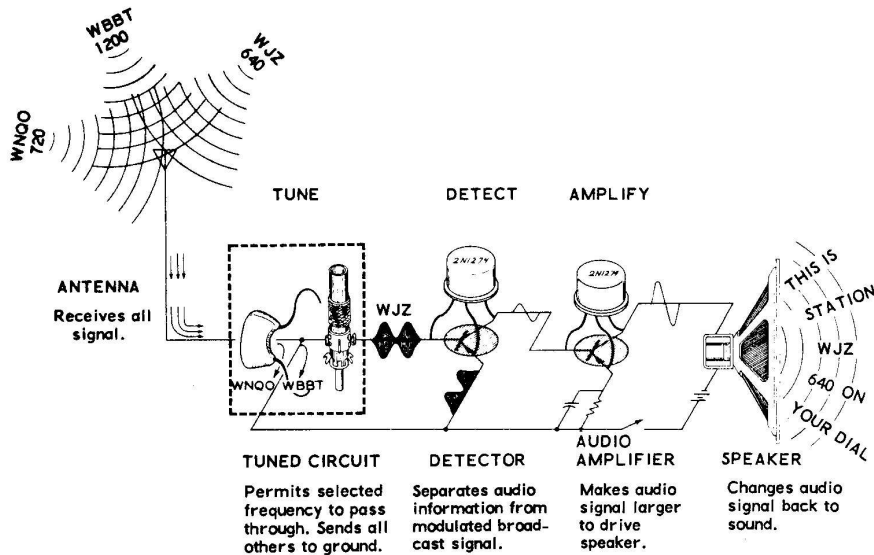 WBBT
1200
WJZ
640
WNQO
720
TUNE
DETECT
AMPLIFY
ANTENNA
Receives all
signal.
WNQO
WBBT
WJZ
2N1274
2N1274
THIS IS
STATION
WJZ
640 ON
YOUR DIAL
TUNED CIRCUIT
Permits selected
frequency to pass
through. Sends all
others to ground.
DETECTOR
Separates audio
information from
modulated broad-
cast signal.
AUDIO
AMPLIFIER
Makes audio
signal larger
to drive
speaker.
SPEAKER
Changes audio
signal back to
sound.